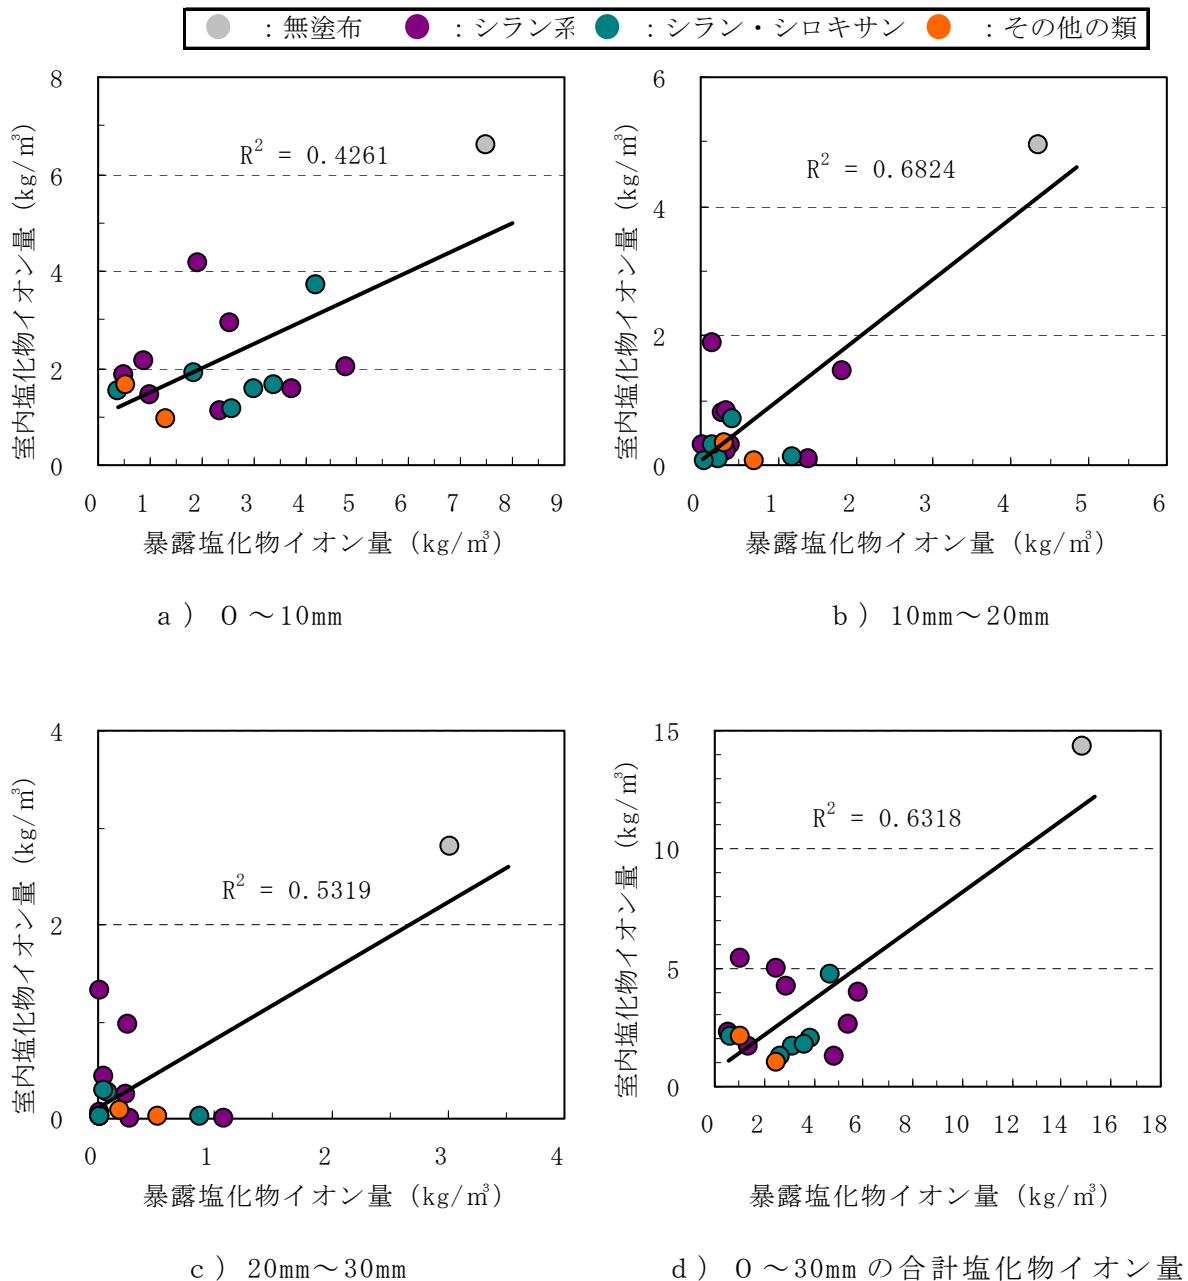 ：無塗布 ：シラン系 ：シラン・シロキサン ：その他の類
8
6
4
2
0
室内塩化物イオン量 (kg/㎥)
R² = 0.4261
0 1 2 3 4 5 6 7 8 9
暴露塩化物イオン量 (kg/㎥)
a ) 0～10mm
6
4
2
0
室内塩化物イオン量 (kg/㎥)
R² = 0.6824
0 1 2 3 4 5 6
暴露塩化物イオン量 (kg/㎥)
b ) 10mm～20mm
4
2
0
室内塩化物イオン量 (kg/㎥)
R² = 0.5319
0 1 2 3 4
暴露塩化物イオン量 (kg/㎥)
c ) 20mm～30mm
15
10
5
0
室内塩化物イオン量 (kg/㎥)
R² = 0.6318
0 2 4 6 8 10 12 14 16 18
暴露塩化物イオン量 (kg/㎥)
d ) 0～30mmの合計塩化物イオン量